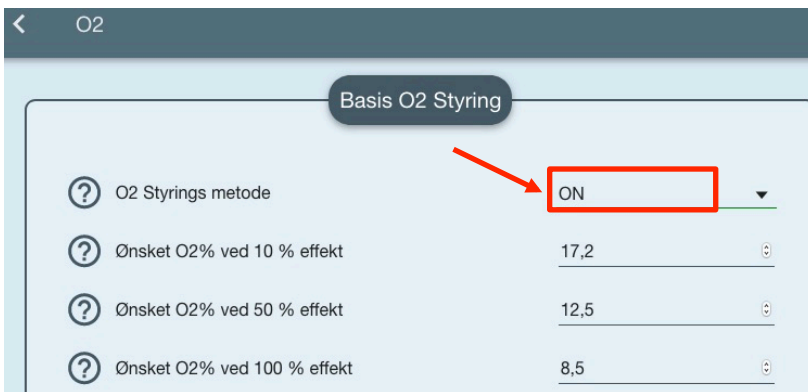 O2
Basis O2 Styring
O2 Styrings metode ON
Ønsket O2% ved 10 % effekt 17,2
Ønsket O2% ved 50 % effekt 12,5
Ønsket O2% ved 100 % effekt 8,5